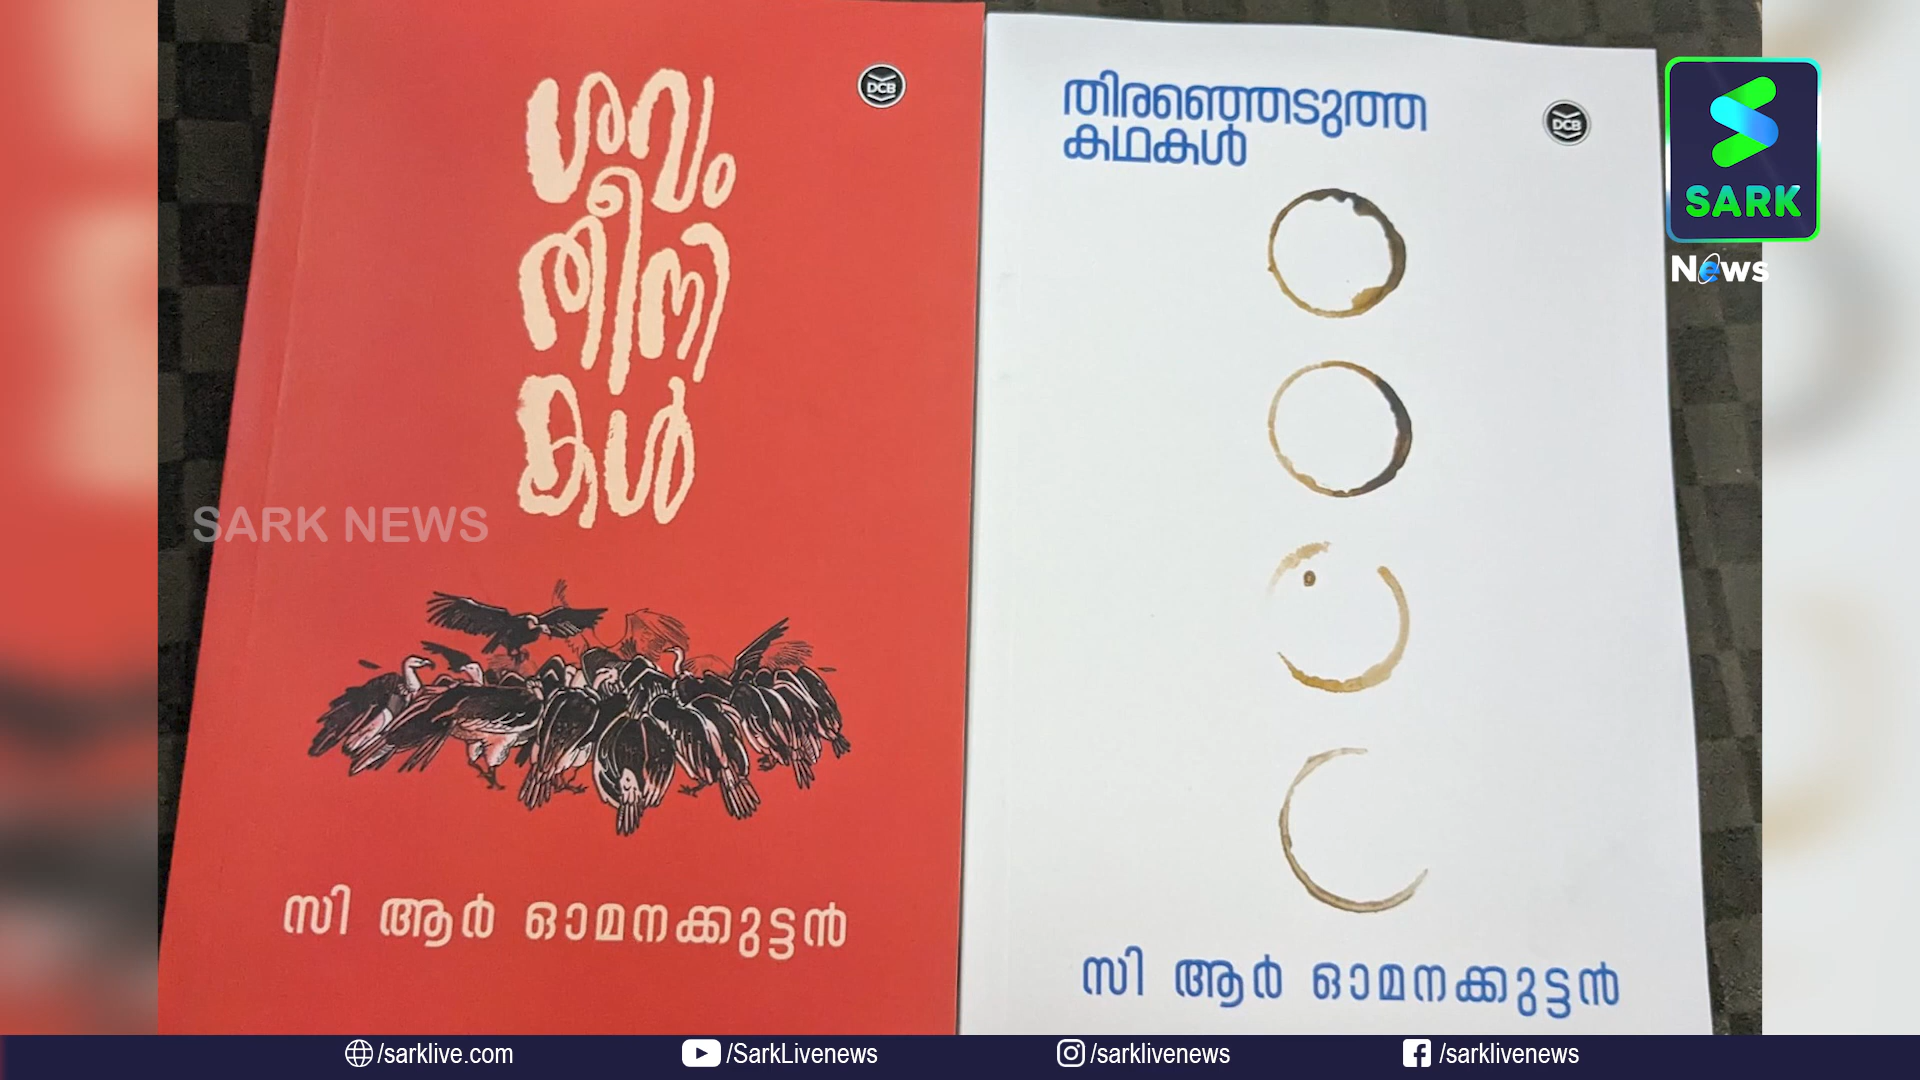 ശവം
തീനി
കൾ
DCB
സി ആർ ഓമനക്കുട്ടൻ
തിരഞ്ഞെടുത്ത
കഥകൾ
DCB
സി ആർ ഓമനക്കുട്ടൻ
SARK
News
SARK NEWS
/sarklive.com
/SarkLivenews
/sarklivenews
/sarklivenews